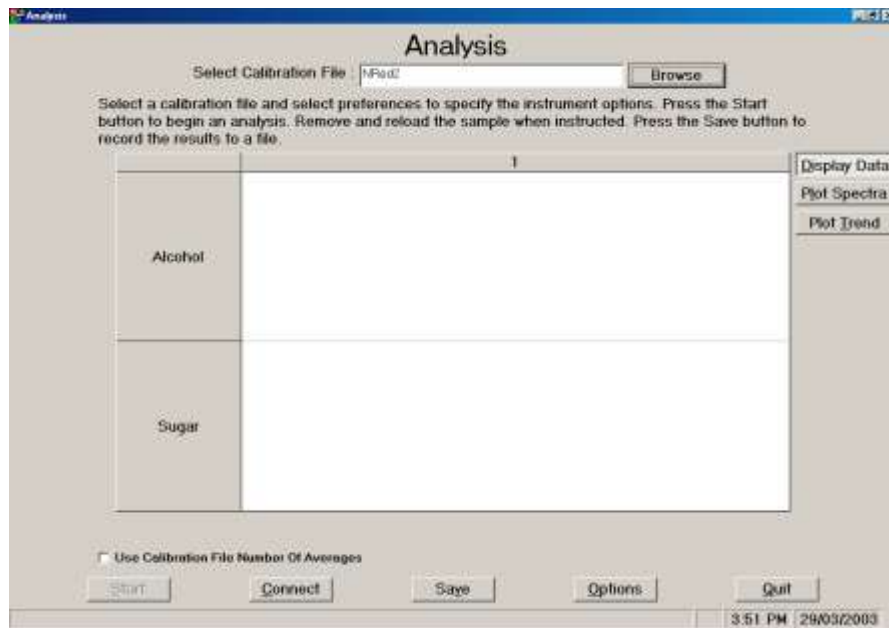 Analysis
Analysis
Select Calibration File : NRed2 Browse
Select a calibration file and select preferences to specify the instrument options. Press the Start
button to begin an analysis. Remove and reload the sample when instructed. Press the Save button to
record the results to a file.
1
Display Data
Plot Spectra
Plot Trend
Alcohol
Sugar
Use Calibration File Number Of Averages
Start Connect Save Options Quit
3:51 PM 29/03/2003